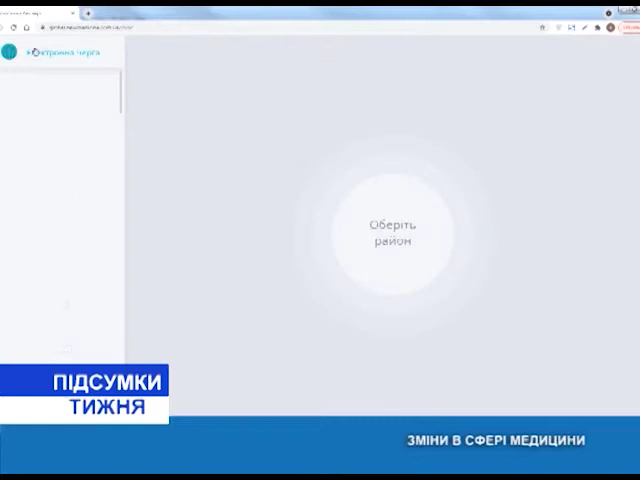 Електронна черга
Оберіть
район
ПІДСУМКИ
ТИЖНЯ
ЗМІНИ В СФЕРІ МЕДИЦИНИ